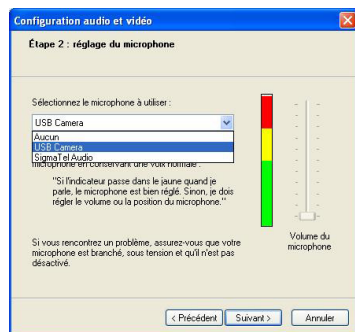 Configuration audio et vidéo
Étape 2 : réglage du microphone
Sélectionnez le microphone à utiliser :
USB Camera
Aucun
USB Camera
SigmaTel Audio
microphone en conservant une voix normale :
"Si l'indicateur passe dans le jaune quand je
parle, le microphone est bien réglé. Sinon, je dois
régler le volume ou la position du microphone."
Volume du
microphone
Si vous rencontrez un problème, assurez-vous que votre
microphone est branché, sous tension et qu'il n'est pas
désactivé.
< Précédent
Suivant >
Annuler